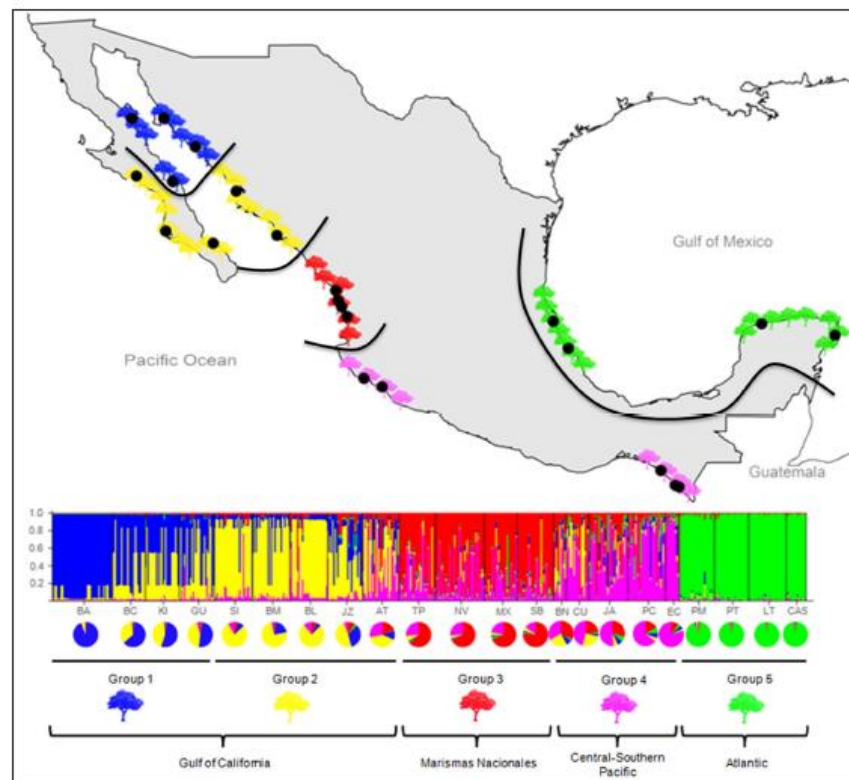 Gulf of Mexico
Pacific Ocean
Guatemala
1.0
0.8
0.6
0.4
0.2
BA BC KI GU SI BM BL JZ AT TP NV MX SB BN CU JA PC EC PM PT LT CAS
Group 1 Group 2 Group 3 Group 4 Group 5
Gulf of California Marismas Nacionales Central-Southern Pacific Atlantic